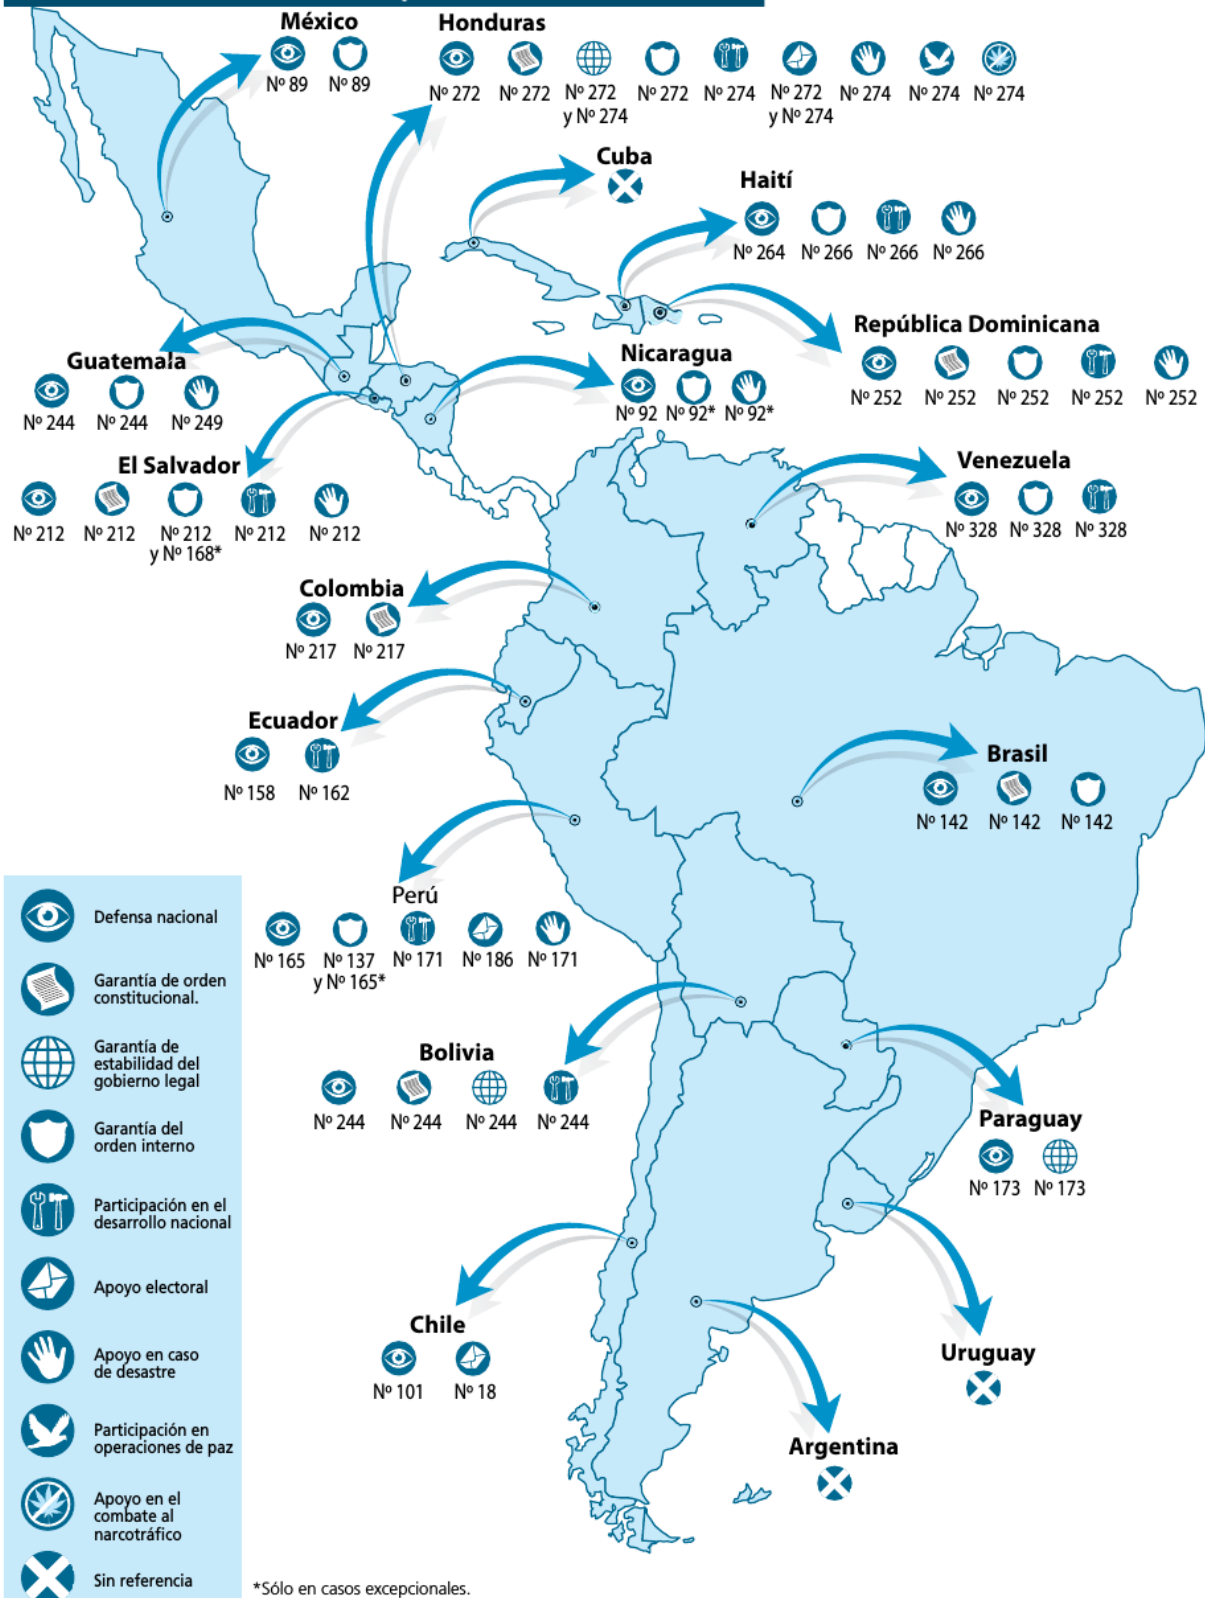 México
Nº 89 Nº 89
Honduras
Nº 272 Nº 272 Nº 272 Nº 272 Nº 274 Nº 272 Nº 274 Nº 274 Nº 274
y Nº 274 y Nº 274
Cuba
Haití
Nº 264 Nº 266 Nº 266 Nº 266
República Dominicana
Nº 252 Nº 252 Nº 252 Nº 252 Nº 252
Guatemala
Nº 244 Nº 244 Nº 249
Nicaragua
Nº 92 Nº 92* Nº 92*
El Salvador
Nº 212 Nº 212 Nº 212 Nº 212 Nº 212
y Nº 168*
Venezuela
Nº 328 Nº 328 Nº 328
Colombia
Nº 217 Nº 217
Ecuador
Nº 158 Nº 162
Brasil
Nº 142 Nº 142 Nº 142
Perú
Nº 165 Nº 137 Nº 171 Nº 186 Nº 171
y Nº 165*
Bolivia
Nº 244 Nº 244 Nº 244 Nº 244
Paraguay
Nº 173 Nº 173
Chile
Nº 101 Nº 18
Uruguay
Argentina
Defensa nacional
Garantía de orden
constitucional.
Garantía de
estabilidad del
gobierno legal
Garantía del
orden interno
Participación en el
desarrollo nacional
Apoyo electoral
Apoyo en caso
de desastre
Participación en
operaciones de paz
Apoyo en el
combate al
narcotráfico
Sin referencia
*Sólo en casos excepcionales.